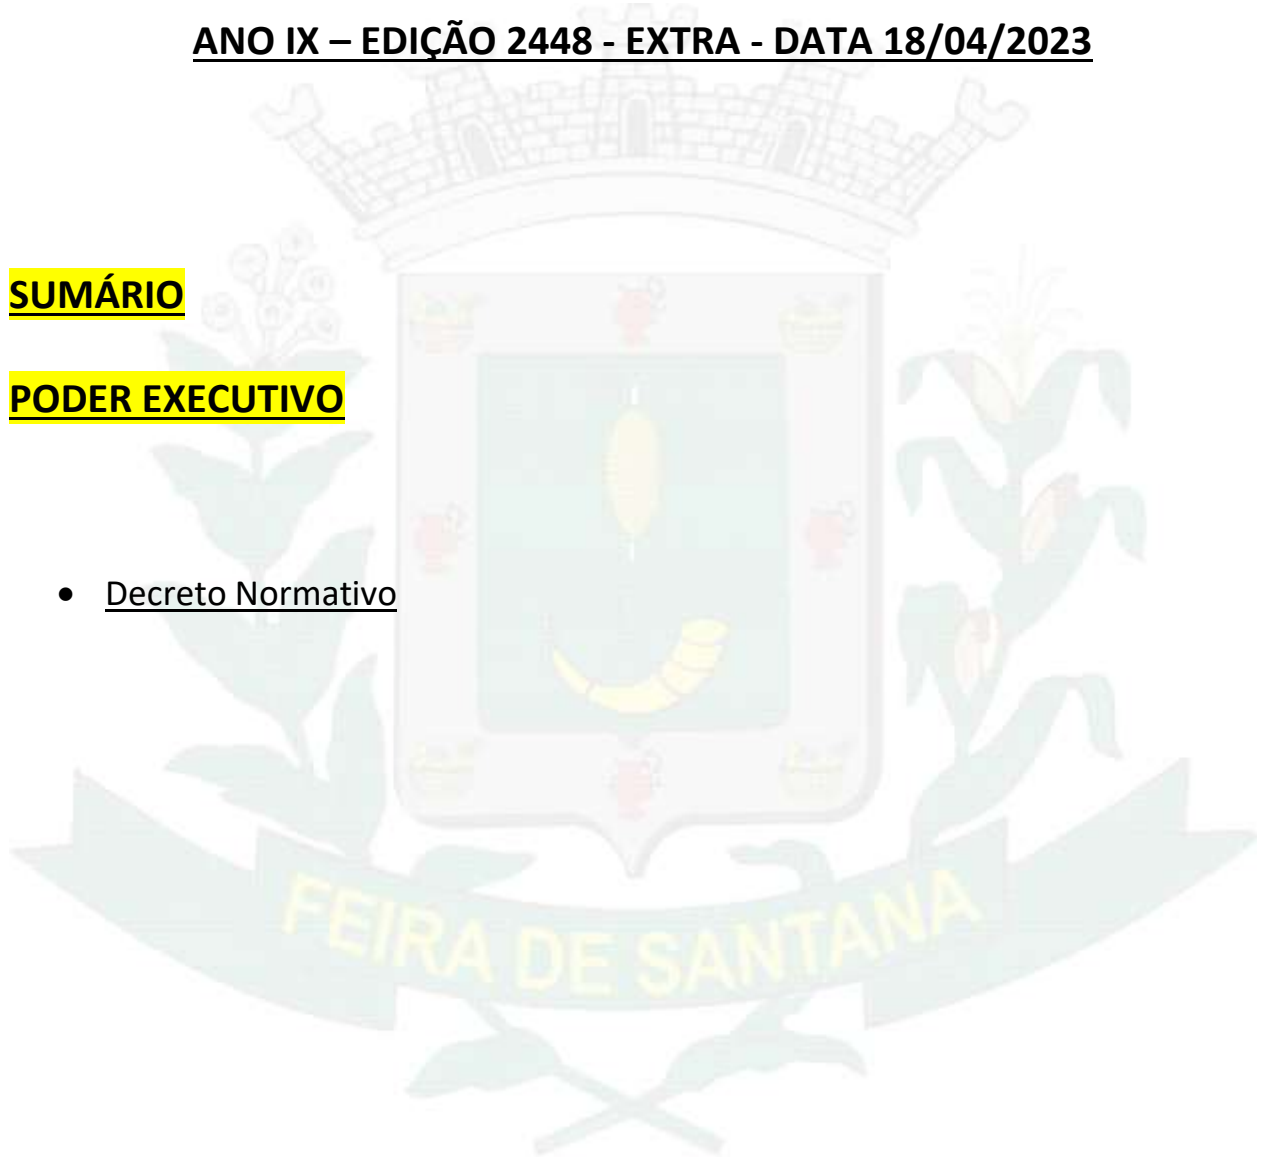 ANO IX – EDIÇÃO 2448 - EXTRA - DATA 18/04/2023
SUMÁRIO
PODER EXECUTIVO
• Decreto Normativo
FEIRA DE SANTANA